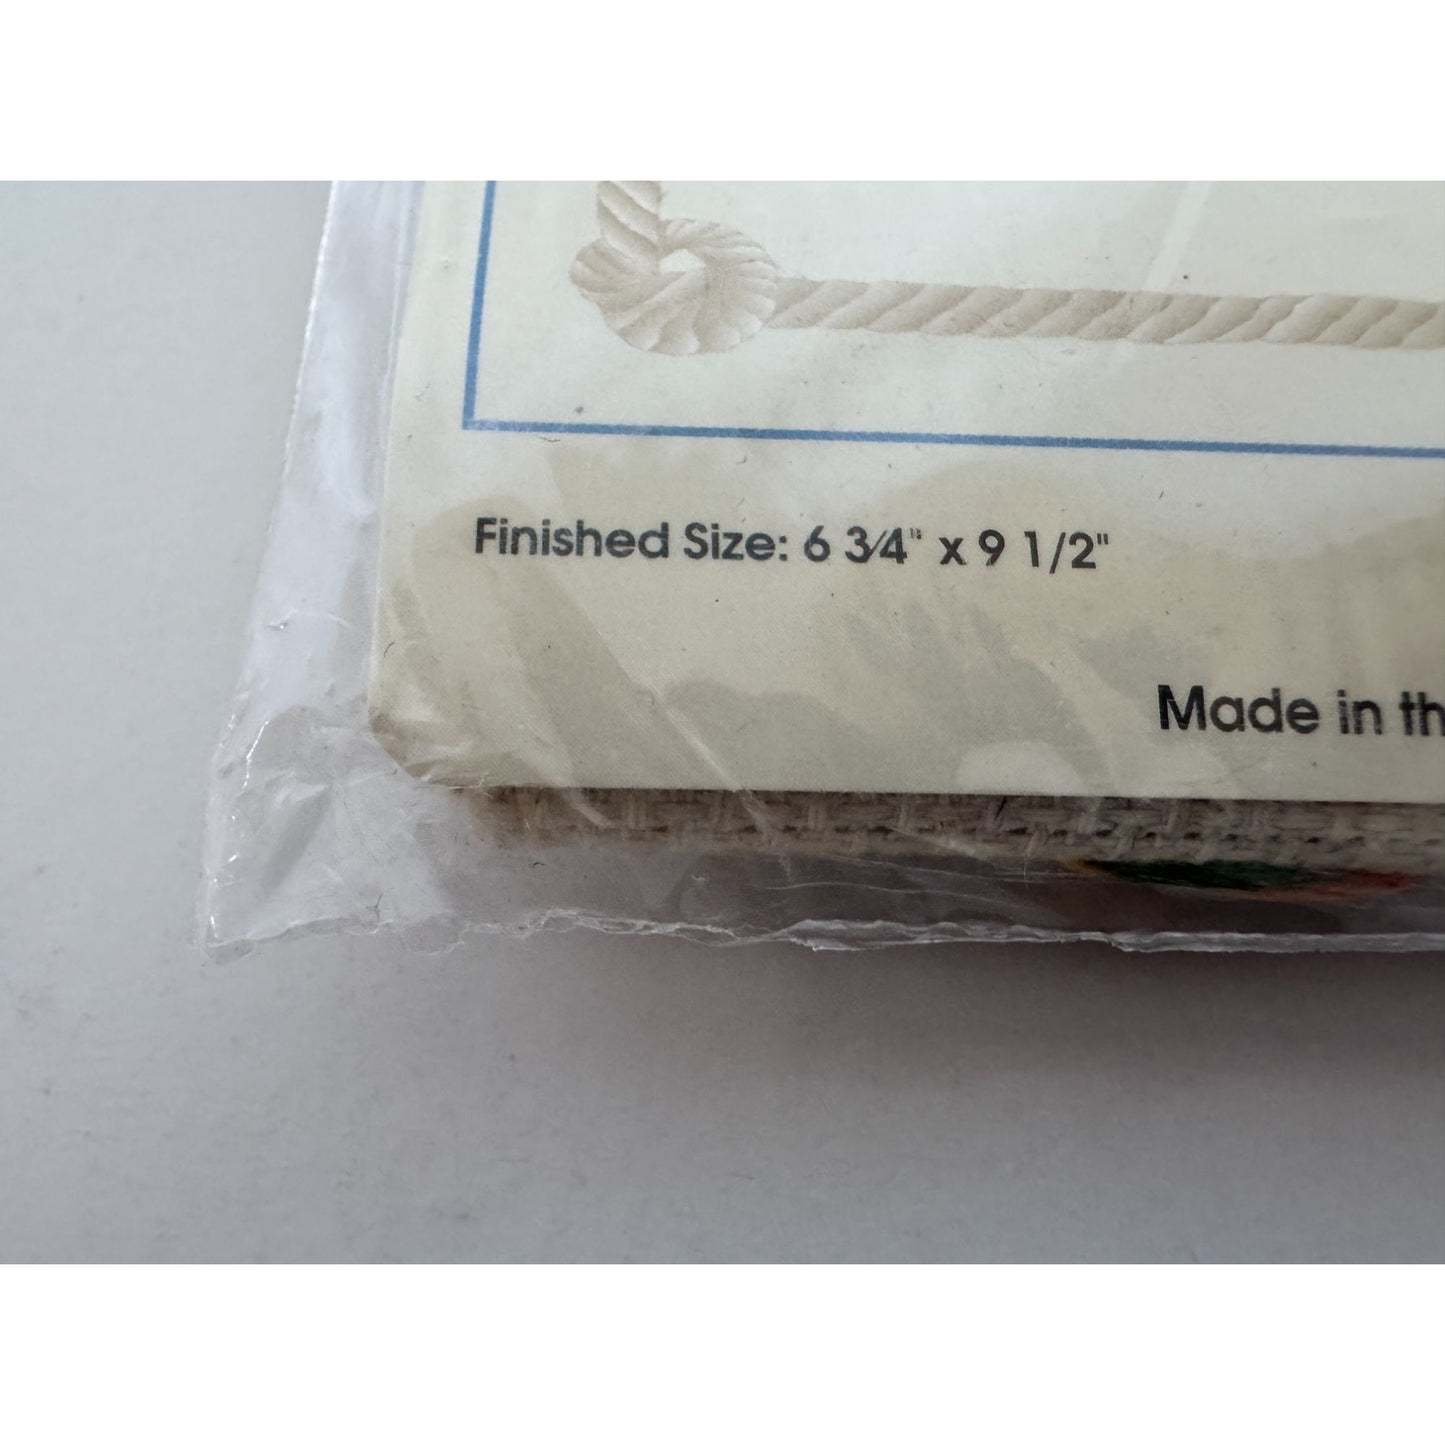 Finished Size: 6 3/4" x 9 1/2"
Made in th